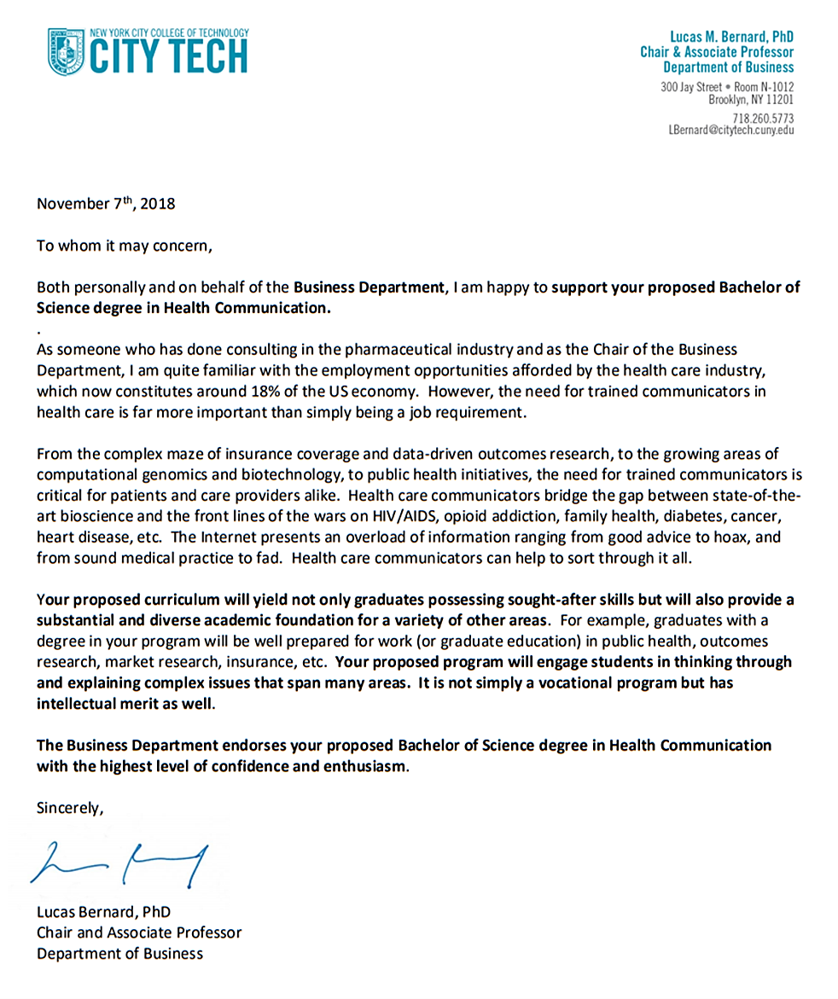 NEW YORK CITY COLLEGE OF TECHNOLOGY
CITY TECH
Lucas M. Bernard, PhD
Chair & Associate Professor
Department of Business
300 Jay Street • Room N-1012
Brooklyn, NY 11201
718.260.5773
LBernard@citytech.cuny.edu
November 7th, 2018
To whom it may concern,
Both personally and on behalf of the Business Department, I am happy to support your proposed Bachelor of
Science degree in Health Communication.
.
As someone who has done consulting in the pharmaceutical industry and as the Chair of the Business
Department, I am quite familiar with the employment opportunities afforded by the health care industry,
which now constitutes around 18% of the US economy.  However, the need for trained communicators in
health care is far more important than simply being a job requirement.
From the complex maze of insurance coverage and data-driven outcomes research, to the growing areas of
computational genomics and biotechnology, to public health initiatives, the need for trained communicators is
critical for patients and care providers alike.  Health care communicators bridge the gap between state-of-the-
art bioscience and the front lines of the wars on HIV/AIDS, opioid addiction, family health, diabetes, cancer,
heart disease, etc.  The Internet presents an overload of information ranging from good advice to hoax, and
from sound medical practice to fad.  Health care communicators can help to sort through it all.
Your proposed curriculum will yield not only graduates possessing sought-after skills but will also provide a
substantial and diverse academic foundation for a variety of other areas.  For example, graduates with a
degree in your program will be well prepared for work (or graduate education) in public health, outcomes
research, market research, insurance, etc.  Your proposed program will engage students in thinking through
and explaining complex issues that span many areas.  It is not simply a vocational program but has
intellectual merit as well.
The Business Department endorses your proposed Bachelor of Science degree in Health Communication
with the highest level of confidence and enthusiasm.
Sincerely,
Lucas Bernard, PhD
Chair and Associate Professor
Department of Business